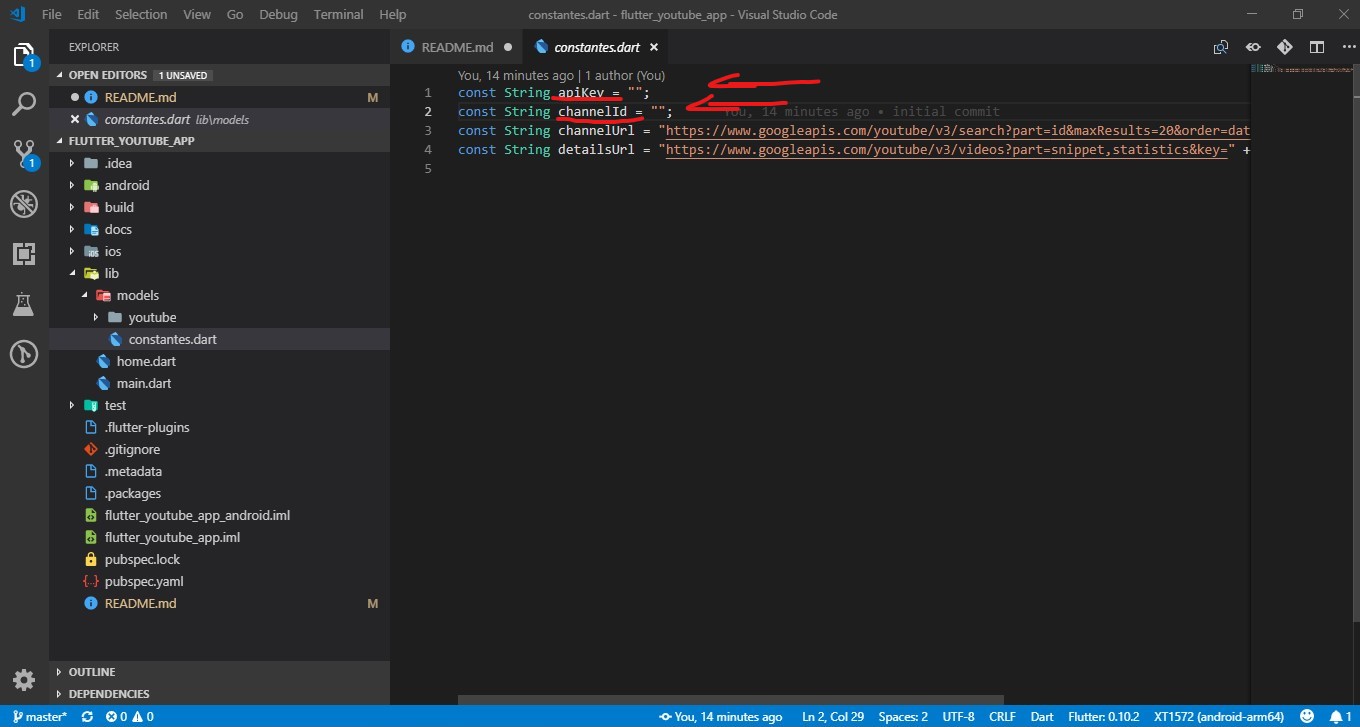 File Edit Selection View Go Debug Terminal Help constantes.dart - flutter_youtube_app - Visual Studio Code
EXPLORER
README.md constantes.dart
OPEN EDITORS 1 UNSAVED
README.md M
constantes.dart lib\models
FLUTTER_YOUTUBE_APP
.idea
android
build
docs
ios
lib
models
youtube
constantes.dart
home.dart
main.dart
test
.flutter-plugins
.gitignore
.metadata
.packages
flutter_youtube_app_android.iml
flutter_youtube_app.iml
pubspec.lock
pubspec.yaml
README.md M
OUTLINE
DEPENDENCIES
1
1
You, 14 minutes ago | 1 author (You)
1 const String apiKey = "";
2 const String channelId = ""; You, 14 minutes ago • initial commit
3 const String channelUrl = "https://www.googleapis.com/youtube/v3/search?part=id&maxResults=20&order=dat
4 const String detailsUrl = "https://www.googleapis.com/youtube/v3/videos?part=snippet,statistics&key=" +
5
master* 0 0 You, 14 minutes ago Ln 2, Col 29 Spaces: 2 UTF-8 CRLF Dart Flutter: 0.10.2 XT1572 (android-arm64) 1